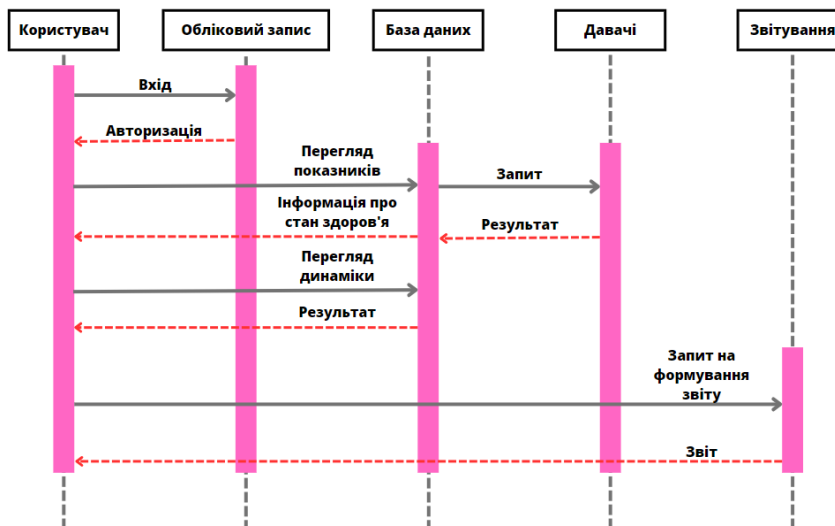 Користувач
Обліковий запис
База даних
Давачі
Звітування
Вхід
Авторизація
Перегляд
показників
Запит
Інформація про
стан здоров'я
Результат
Перегляд
динаміки
Результат
Запит на
формування
звіту
Звіт